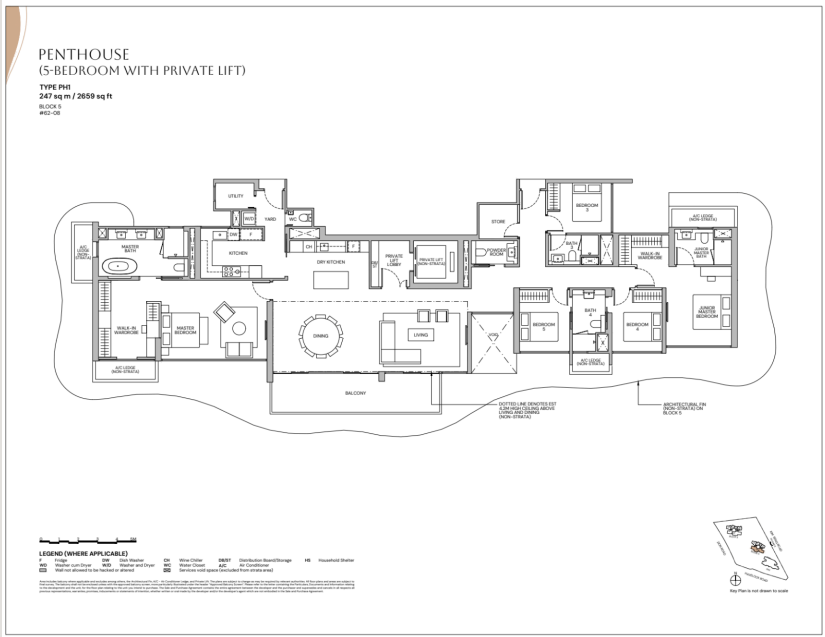 PENTHOUSE
(5-BEDROOM WITH PRIVATE LIFT)
TYPE PH1
247 sq m / 2659 sq ft
BLOCK 5
#62-08
UTILITY
W/D
YARD
WC
BEDROOM
3
STORE
A/C LEDGE
(NON-STRATA)
A/C
LEDGE
(NON-
STRATA)
MASTER
BATH
DW
F
KITCHEN
CH
F
DRY KITCHEN
DB/
ST
PRIVATE
LIFT
LOBBY
PRIVATE LIFT
(NON-STRATA)
POWDER
ROOM
BATH
3
WALK-IN
WARDROBE
JUNIOR
MASTER
BATH
WALK-IN
WARDROBE
MASTER
BEDROOM
DINING
LIVING
VOID
BEDROOM
5
BATH
4
BEDROOM
4
JUNIOR
MASTER
BEDROOM
A/C LEDGE
(NON-STRATA)
A/C LEDGE
(NON-STRATA)
BALCONY
DOTTED LINE DENOTES EST
4.2M HIGH CEILING ABOVE
LIVING AND DINING
(NON-STRATA)
ARCHITECTURAL FIN
(NON-STRATA) ON
BLOCK 5
LEGEND (WHERE APPLICABLE)
F Fridge DW Dish Washer CH Wine Chiller DB/ST Distribution Board/Storage HS Household Shelter
WD Washer cum Dryer W/D Washer and Dryer WC Water Closet A/C Air Conditioner
Wall not allowed to be hacked or altered Services void space (excluded from strata area)
N
Key Plan is not drawn to scale